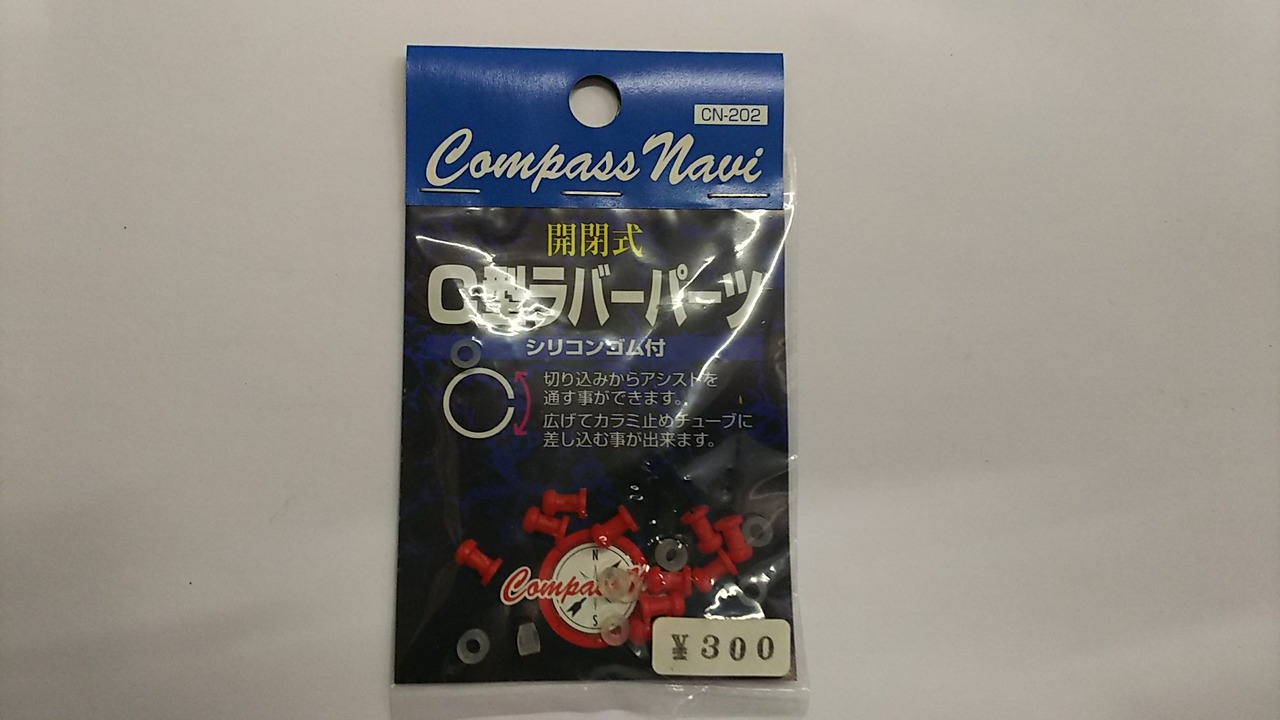 CN-202
Compass Navi
開閉式
C型ラバーパーツ
シリコンゴム付
切り込みからアシストを
通す事ができます。
広げてカラミ止めチューブに
差し込む事が出来ます。
N
S
¥300